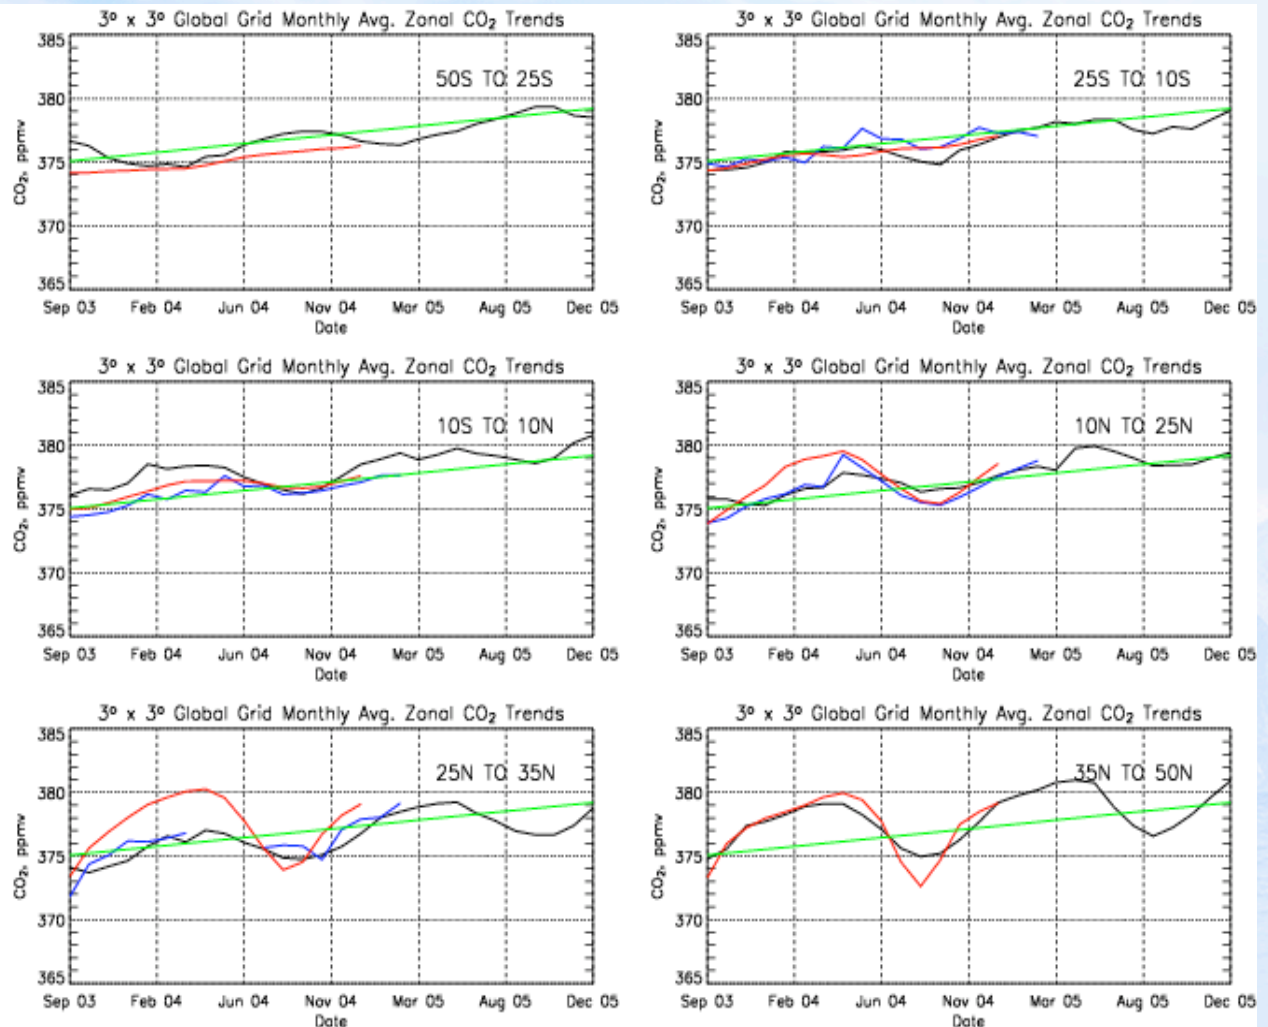 3° x 3° Global Grid Monthly Avg. Zonal CO₂ Trends
385
380
375
370
365
CO₂, ppmv
50S TO 25S
Sep 03 Feb 04 Jun 04 Nov 04 Mar 05 Aug 05 Dec 05
Date
3° x 3° Global Grid Monthly Avg. Zonal CO₂ Trends
385
380
375
370
365
CO₂, ppmv
25S TO 10S
Sep 03 Feb 04 Jun 04 Nov 04 Mar 05 Aug 05 Dec 05
Date
3° x 3° Global Grid Monthly Avg. Zonal CO₂ Trends
385
380
375
370
365
CO₂, ppmv
10S TO 10N
Sep 03 Feb 04 Jun 04 Nov 04 Mar 05 Aug 05 Dec 05
Date
3° x 3° Global Grid Monthly Avg. Zonal CO₂ Trends
385
380
375
370
365
CO₂, ppmv
10N TO 25N
Sep 03 Feb 04 Jun 04 Nov 04 Mar 05 Aug 05 Dec 05
Date
3° x 3° Global Grid Monthly Avg. Zonal CO₂ Trends
385
380
375
370
365
CO₂, ppmv
25N TO 35N
Sep 03 Feb 04 Jun 04 Nov 04 Mar 05 Aug 05 Dec 05
Date
3° x 3° Global Grid Monthly Avg. Zonal CO₂ Trends
385
380
375
370
365
CO₂, ppmv
35N TO 50N
Sep 03 Feb 04 Jun 04 Nov 04 Mar 05 Aug 05 Dec 05
Date